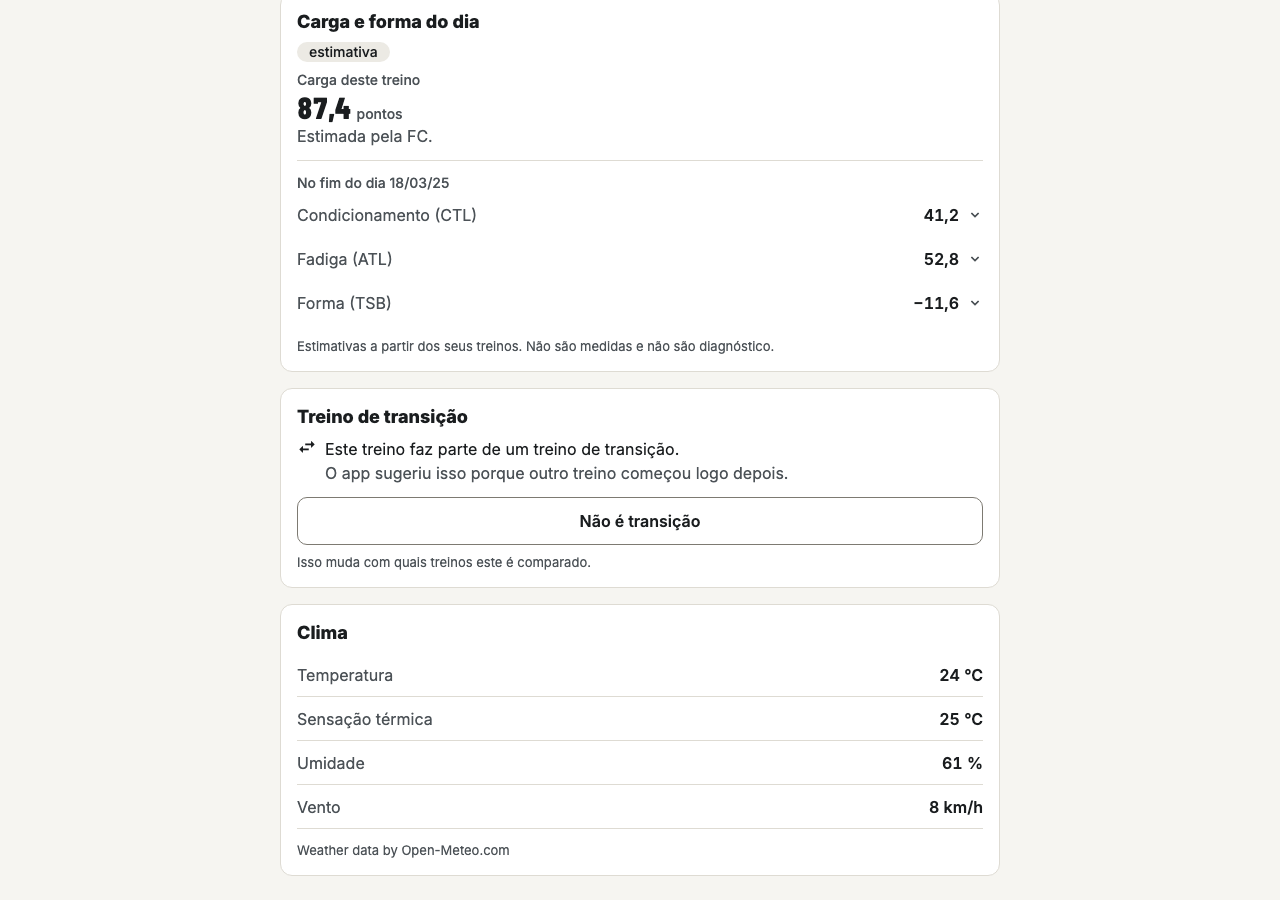 Carga e forma do dia
estimativa
Carga deste treino
87,4 pontos
Estimada pela FC.
No fim do dia 18/03/25
Condicionamento (CTL) 41,2
Fadiga (ATL) 52,8
Forma (TSB) −11,6
Estimativas a partir dos seus treinos. Não são medidas e não são diagnóstico.
Treino de transição
Este treino faz parte de um treino de transição.
O app sugeriu isso porque outro treino começou logo depois.
Não é transição
Isso muda com quais treinos este é comparado.
Clima
Temperatura 24 °C
Sensação térmica 25 °C
Umidade 61 %
Vento 8 km/h
Weather data by Open-Meteo.com